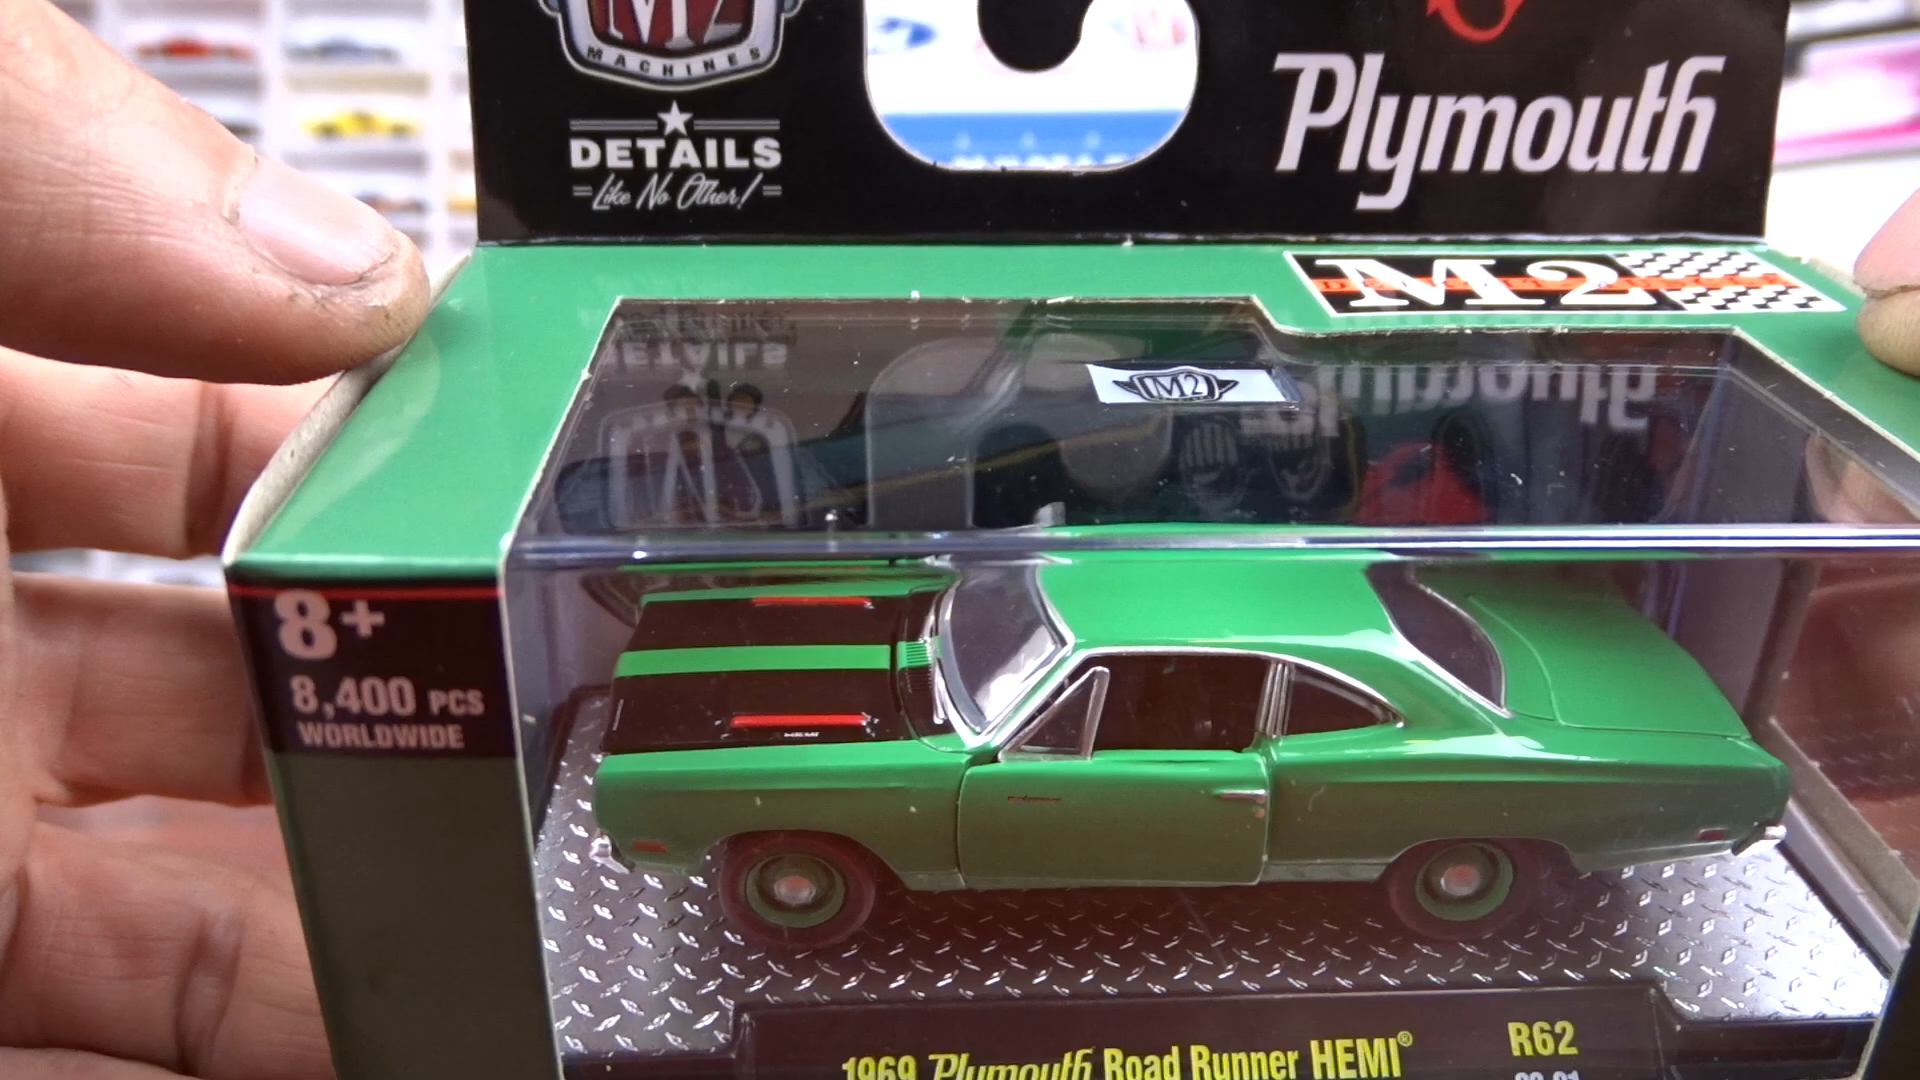 M2
MACHINES
DETAILS
Like No Other!
Plymouth
M2
M2
8+
8,400 PCS
WORLDWIDE
HEMI
1969 Plymouth Road Runner HEMI®
R62